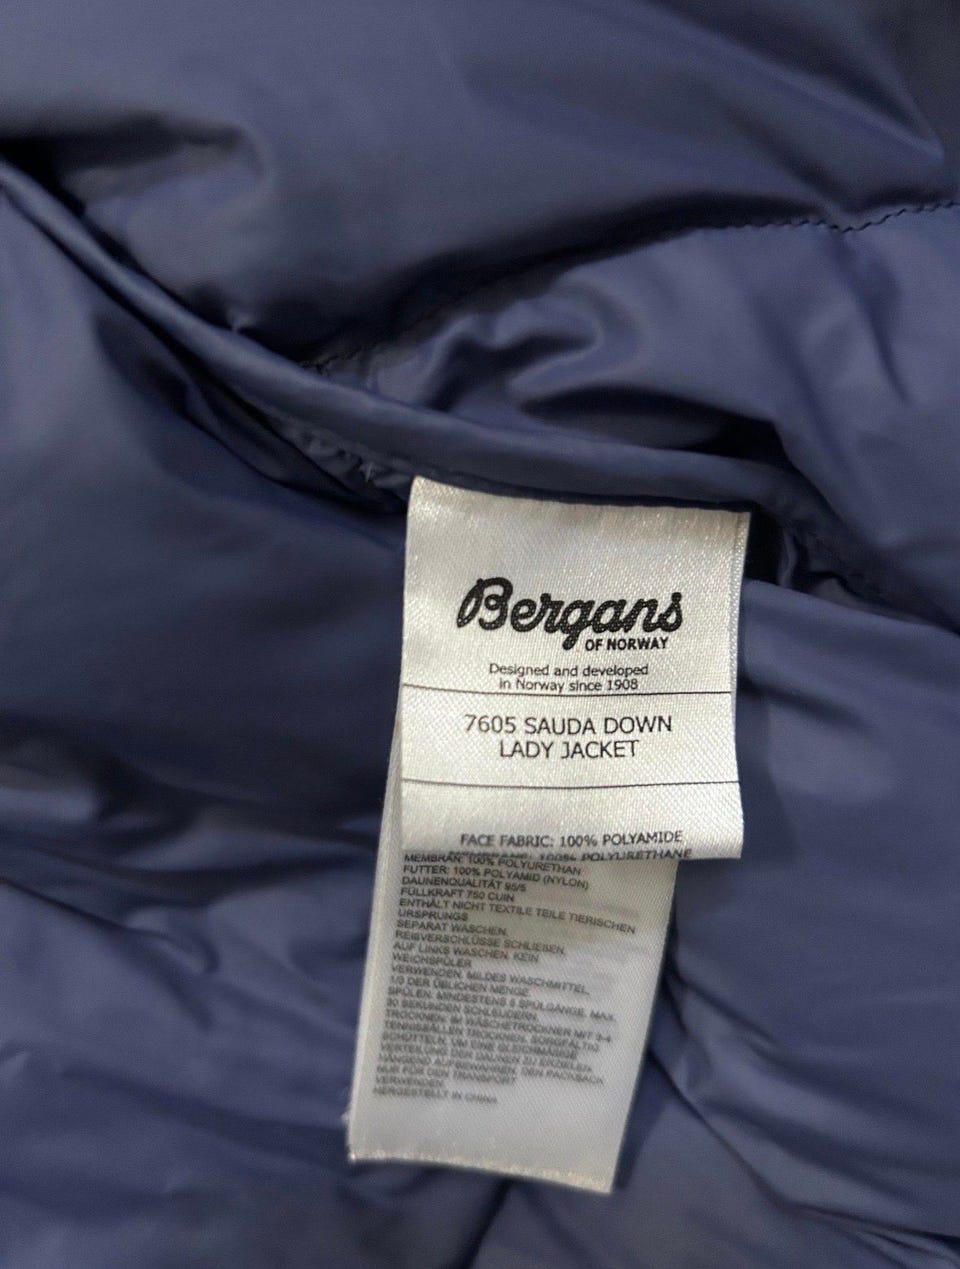 Bergans
OF NORWAY
Designed and developed
in Norway since 1908
7605 SAUDA DOWN
LADY JACKET
FACE FABRIC: 100% POLYAMIDE
100% POLYURETHANE
MEMBRAN: 100% POLYURETHAN
FUTTER: 100% POLYAMID (NYLON)
DAUNENQUALITÄT 95/5
FÜLLKRAFT 750 CUIN
ENTHÄLT NICHT TEXTILE TEILE TIERISCHEN
URSPRUNGS
SEPARAT WASCHEN.
REIßVERSCHLÜSSE SCHLIEßEN.
AUF LINKS WASCHEN. KEIN
WEICHSPÜLER
VERWENDEN. MILDES WASCHMITTEL,
1/3 DER ÜBLICHEN MENGE.
SPÜLEN. MINDESTENS 5 SPÜLGÄNGE. MAX.
30 SEKUNDEN SCHLEUDERN.
TROCKNEN: IM WÄSCHETROCKNER MIT 3-4
TENNISBÄLLEN TROCKNEN. SORGFÄLTIG
SCHÜTTELN, UM EINE GLEICHMÄßIGE
VERTEILUNG DER DAUNEN ZU ERZIELEN.
HÄNGEND AUFBEWAHREN. DEN PACKSACK
NUR FÜR DEN TRANSPORT
VERWENDEN.
HERGESTELLT IN CHINA